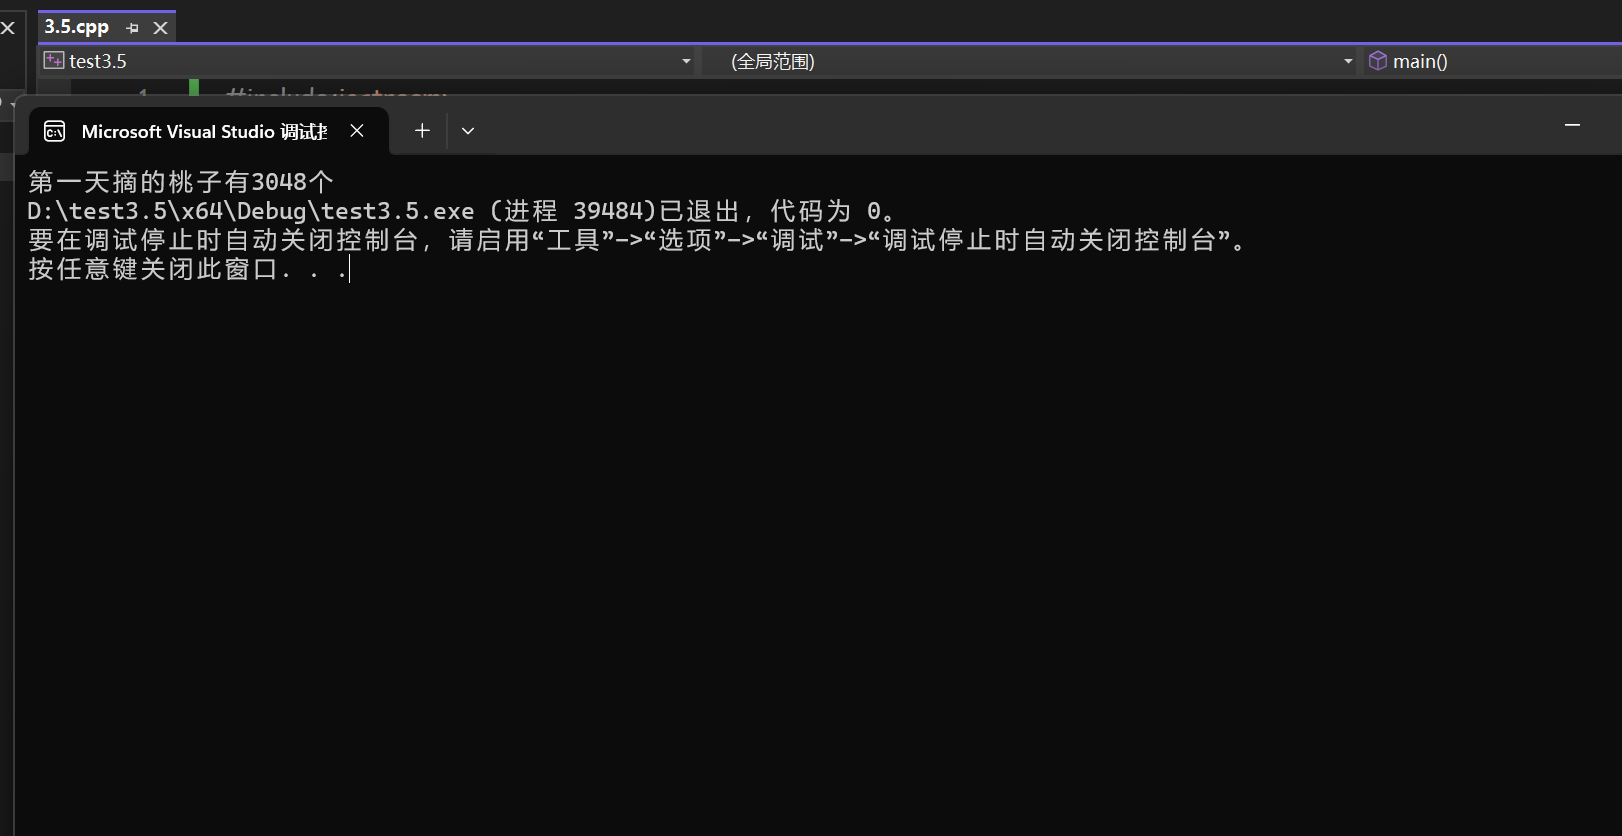 3.5.cpp
test3.5
(全局范围)
main()
Microsoft Visual Studio 调试
第一天摘的桃子有3048个
D:\test3.5\x64\Debug\test3.5.exe (进程 39484)已退出，代码为 0。
要在调试停止时自动关闭控制台，请启用“工具”->“选项”->“调试”->“调试停止时自动关闭控制台”。
按任意键关闭此窗口. . .